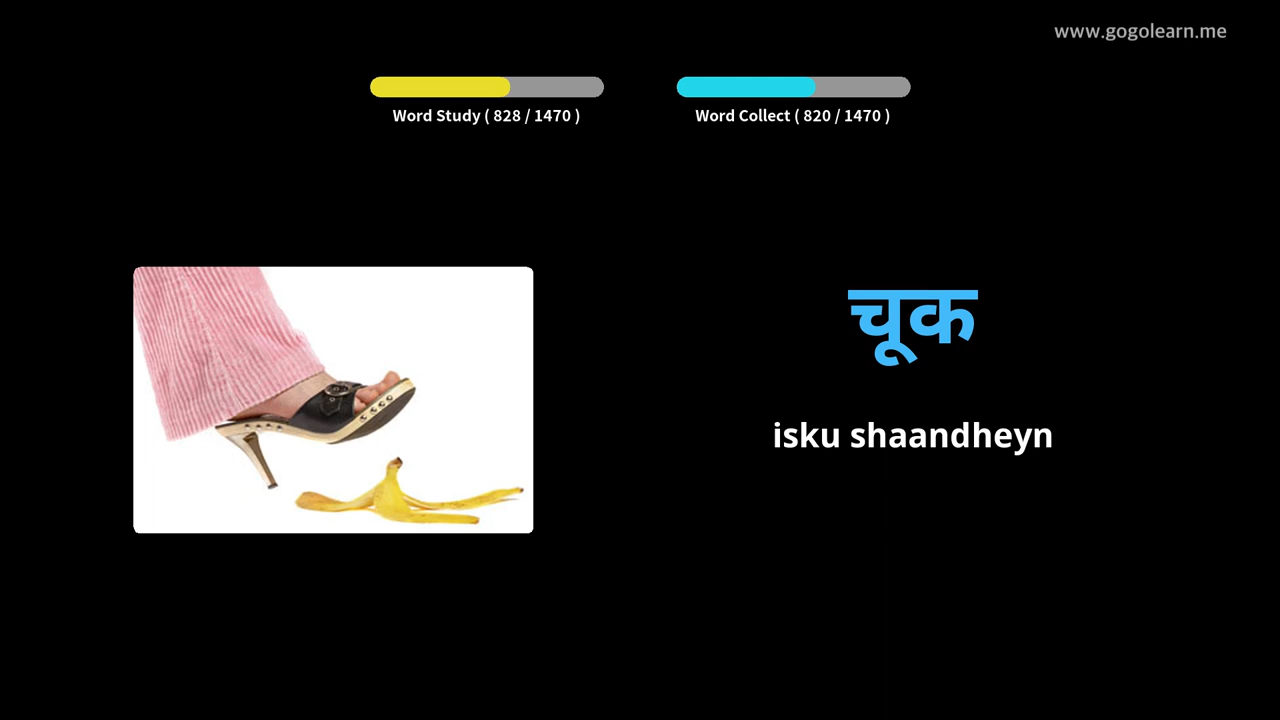 www.gogolearn.me
Word Study ( 828 / 1470 )
Word Collect ( 820 / 1470 )
चूक
isku shaandheyn